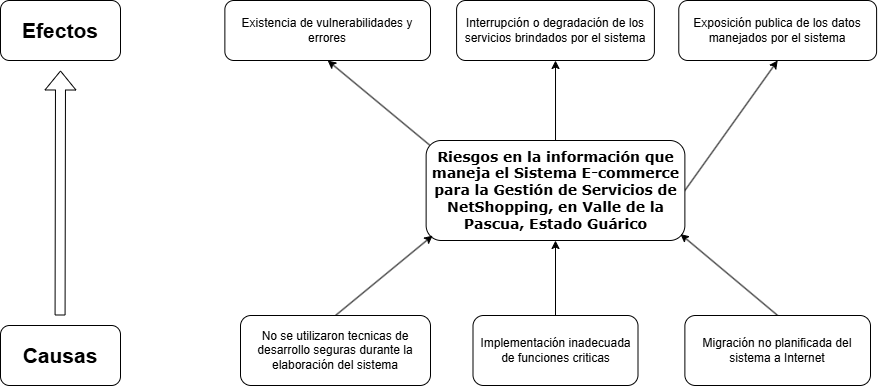 Efectos
Existencia de vulnerabilidades y
errores
Interrupción o degradación de los
servicios brindados por el sistema
Exposición publica de los datos
manejados por el sistema
Riesgos en la información que
maneja el Sistema E-commerce
para la Gestión de Servicios de
NetShopping, en Valle de la
Pascua, Estado Guárico
Causas
No se utilizaron tecnicas de
desarrollo seguras durante la
elaboración del sistema
Implementación inadecuada
de funciones criticas
Migración no planificada del
sistema a Internet